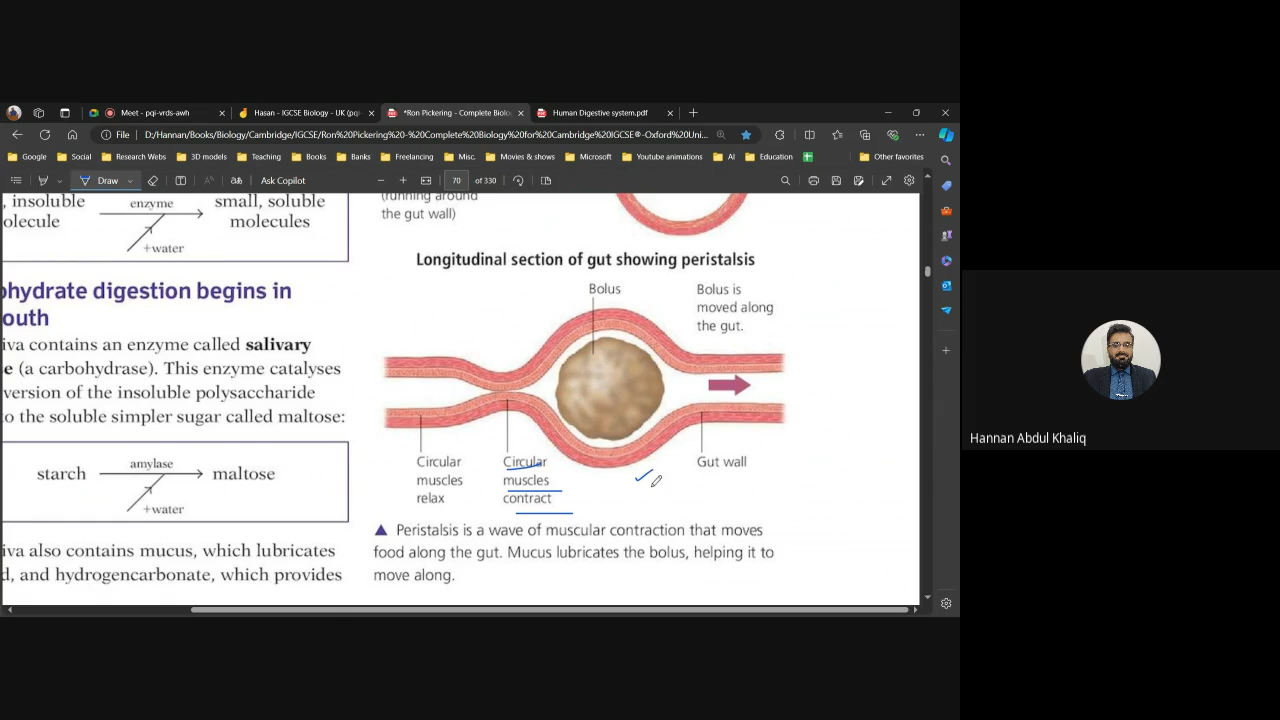 Meet - pqi-vrds-awh
Hasan - IGCSE Biology - UK (pqi-
*Ron Pickering - Complete Biolo
Human Digestive system.pdf
File
D:/Hannan/Books/Biology/Cambridge/IGCSE/Ron%20Pickering%20-%20Complete%20Biology%20for%20Cambridge%20IGCSE®-Oxford%20Uni...
Google
Social
Research Webs
3D models
Teaching
Books
Banks
Freelancing
Misc.
Movies & shows
Microsoft
Youtube animations
AI
Education
Other favorites
Draw
Ask Copilot
70 of 330
, insoluble
olecule
enzyme
+water
small, soluble
molecules
(running around
the gut wall)
Longitudinal section of gut showing peristalsis
Bolus
Bolus is
moved along
the gut.
Circular
muscles
relax
Circular
muscles
contract
Gut wall
▲ Peristalsis is a wave of muscular contraction that moves
food along the gut. Mucus lubricates the bolus, helping it to
move along.
ohydrate digestion begins in
outh
iva contains an enzyme called salivary
e (a carbohydrase). This enzyme catalyses
version of the insoluble polysaccharide
o the soluble simpler sugar called maltose:
starch
amylase
+water
maltose
iva also contains mucus, which lubricates
d, and hydrogencarbonate, which provides
Hannan Abdul Khaliq